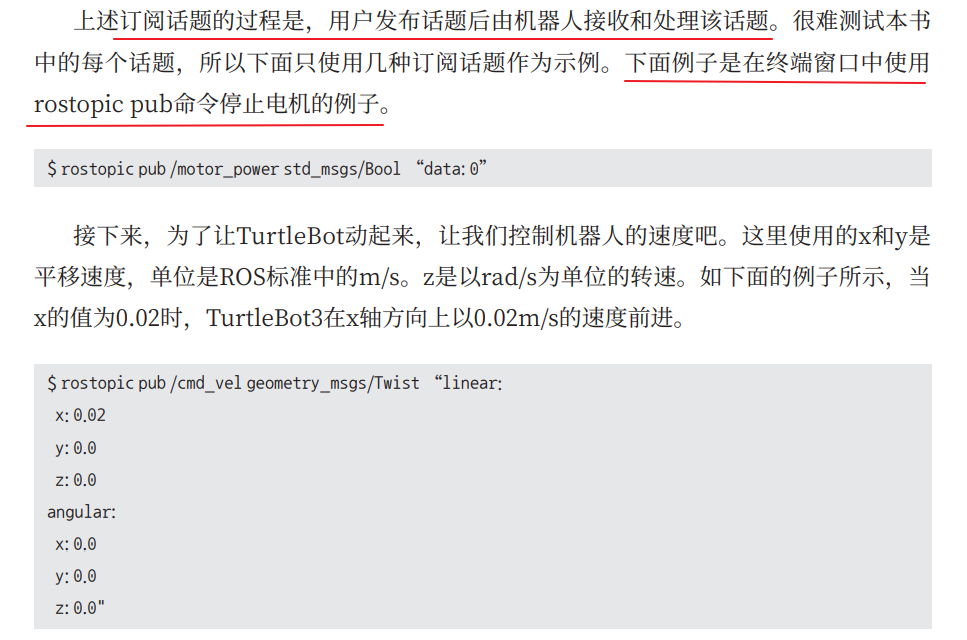 上述订阅话题的过程是，用户发布话题后由机器人接收和处理该话题。很难测试本书
中的每个话题，所以下面只使用几种订阅话题作为示例。下面例子是在终端窗口中使用
rostopic pub命令停止电机的例子。
$ rostopic pub /motor_power std_msgs/Bool “data: 0”
接下来，为了让TurtleBot动起来，让我们控制机器人的速度吧。这里使用的x和y是
平移速度，单位是ROS标准中的m/s。z是以rad/s为单位的转速。如下面的例子所示，当
x的值为0.02时，TurtleBot3在x轴方向上以0.02m/s的速度前进。
$ rostopic pub /cmd_vel geometry_msgs/Twist “linear:
x: 0.02
y: 0.0
z: 0.0
angular:
x: 0.0
y: 0.0
z: 0.0"